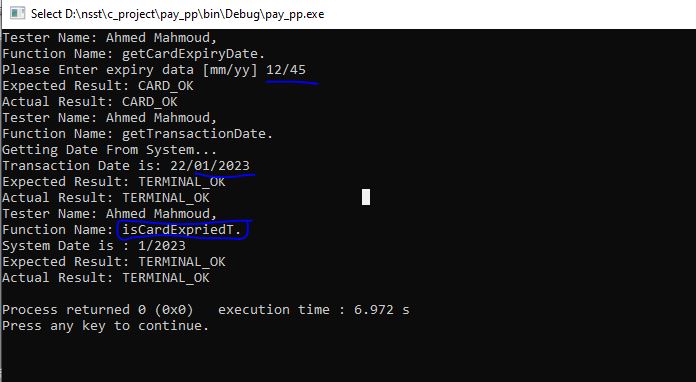 Select D:\nsst\c_project\pay_pp\bin\Debug\pay_pp.exe
Tester Name: Ahmed Mahmoud,
Function Name: getCardExpiryDate.
Please Enter expiry data [mm/yy] 12/45
Expected Result: CARD_OK
Actual Result: CARD_OK
Tester Name: Ahmed Mahmoud,
Function Name: getTransactionDate.
Getting Date From System...
Transaction Date is: 22/01/2023
Expected Result: TERMINAL_OK
Actual Result: TERMINAL_OK
Tester Name: Ahmed Mahmoud,
Function Name: isCardExpriedT.
System Date is : 1/2023
Expected Result: TERMINAL_OK
Actual Result: TERMINAL_OK
Process returned 0 (0x0)   execution time : 6.972 s
Press any key to continue.